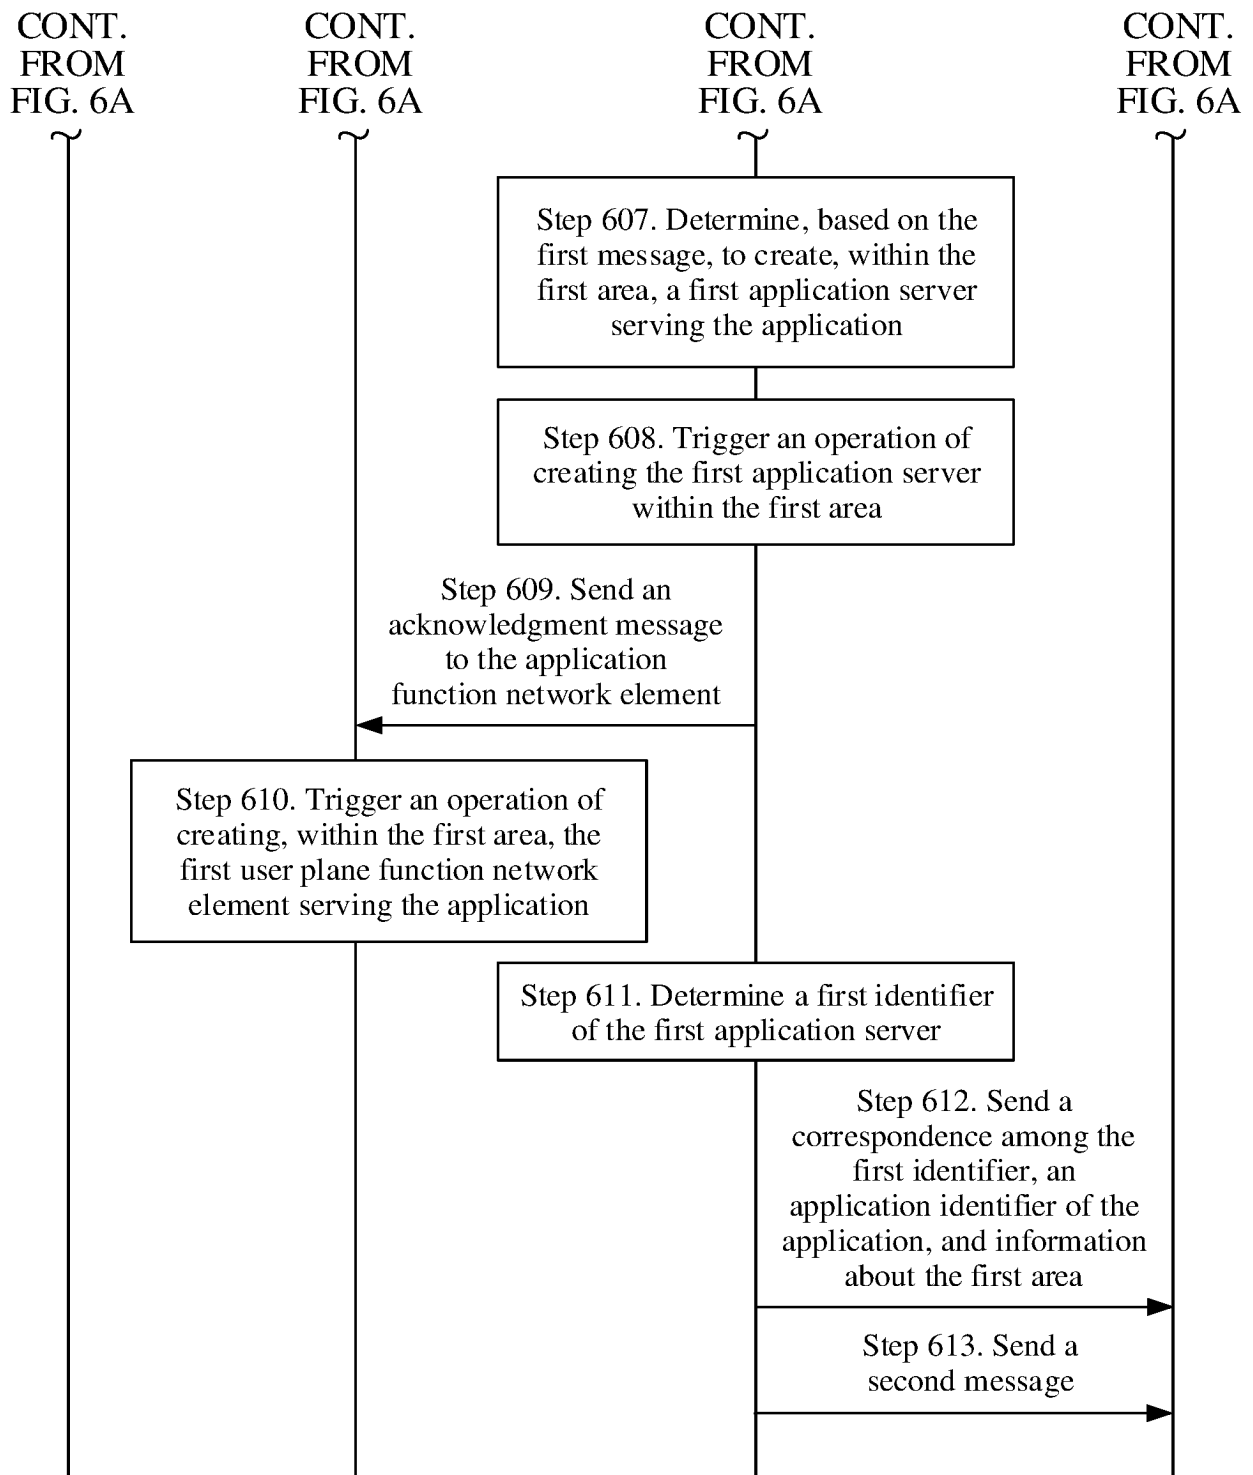 CONT.
FROM
FIG. 6A
CONT.
FROM
FIG. 6A
CONT.
FROM
FIG. 6A
CONT.
FROM
FIG. 6A
Step 607. Determine, based on the
first message, to create, within the
first area, a first application server
serving the application
Step 608. Trigger an operation of
creating the first application server
within the first area
Step 609. Send an
acknowledgment message
to the application
function network element
Step 610. Trigger an operation of
creating, within the first area, the
first user plane function network
element serving the application
Step 611. Determine a first identifier
of the first application server
Step 612. Send a
correspondence among the
first identifier, an
application identifier of the
application, and information
about the first area
Step 613. Send a
second message